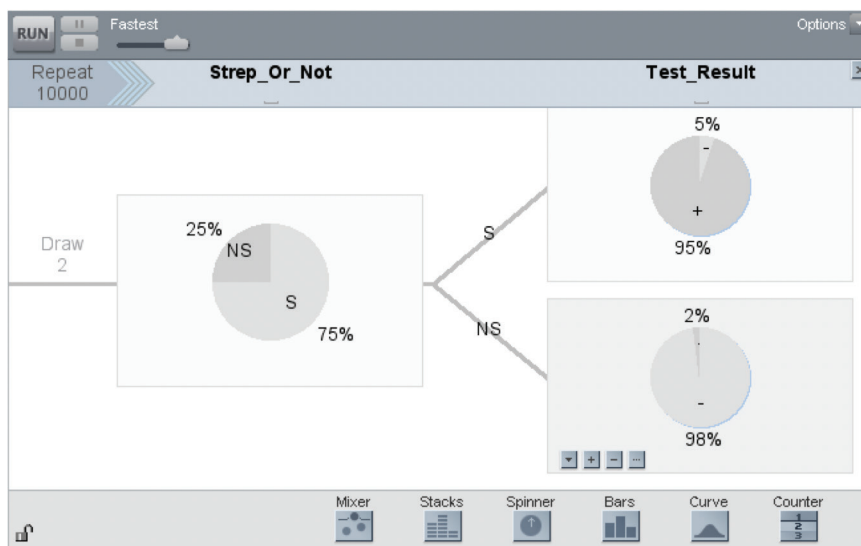 RUN
Fastest
Options
Repeat
10000
Strep_Or_Not
Test_Result
Draw
2
25%
NS
S
75%
S
NS
5%
-
+
95%
2%
-
98%
Mixer
Stacks
Spinner
Bars
Curve
Counter
1
2
3